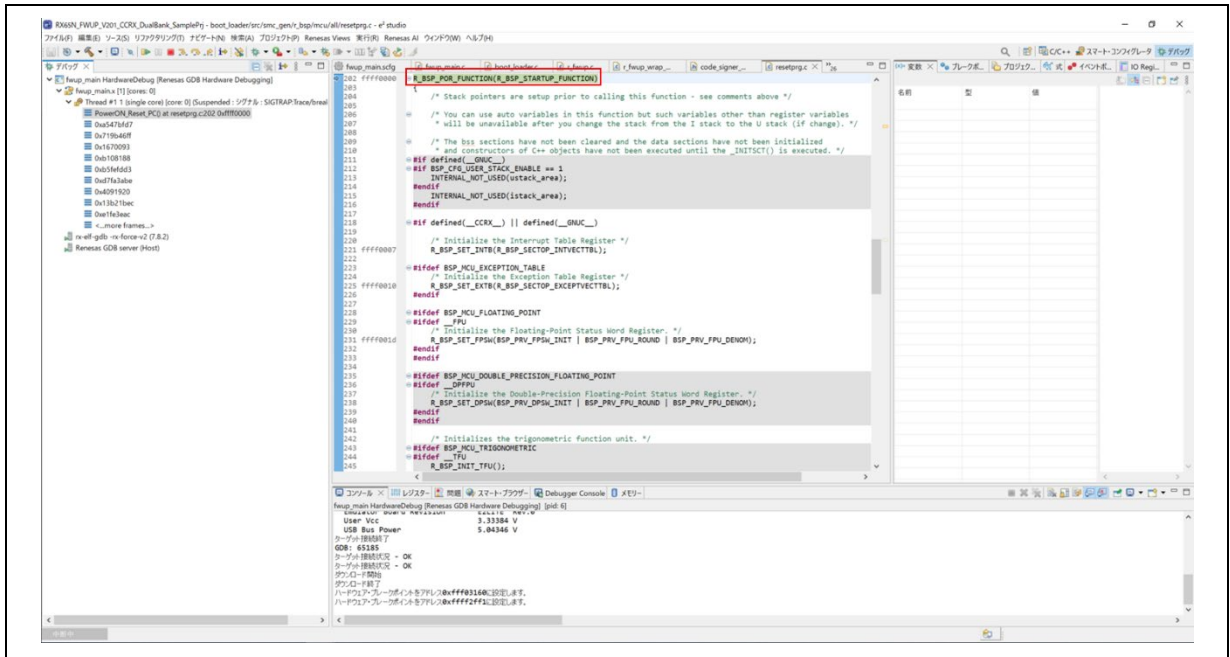 RX65N_FWUP_V201_CCRX_DualBank_SamplePrj - boot_loader/src/smc_gen/r_bsp/mcu/all/resetprg.c - e² studio
ファイル(F) 編集(E) ソース(S) リファクタリング(T) ナビゲート(N) 検索(A) プロジェクト(P) Renesas Views 実行(R) Renesas AI ウィンドウ(W) ヘルプ(H)
C/C++ スマート・コンフィグレータ デバッグ
デバッグ
fwup_main HardwareDebug [Renesas GDB Hardware Debugging]
fwup_main.x [1] [cores: 0]
Thread #1 1 (single core) [core: 0] (Suspended : シグナル : SIGTRAP:Trace/breal
PowerON_Reset_PC() at resetprg.c:202 0xffff0000
0xa547bfd7
0x719b46ff
0x1670093
0xb108188
0xb5fefdd3
0xd7fa3abe
0x4091920
0x13b21bec
0xe1fe3eac
<...more frames...>
rx-elf-gdb -rx-force-v2 (7.8.2)
Renesas GDB server (Host)
fwup_main.scfg fwup_main.c boot_loader.c r_fwup.c r_fwup_wrap_... code_signer_... resetprg.c
202 ffff0000 R_BSP_POR_FUNCTION(R_BSP_STARTUP_FUNCTION)
203 {
204 /* Stack pointers are setup prior to calling this function - see comments above */
205
206 /* You can use auto variables in this function but such variables other than register variables
207 * will be unavailable after you change the stack from the I stack to the U stack (if change). */
208
209 /* The bss sections have not been cleared and the data sections have not been initialized
210 * and constructors of C++ objects have not been executed until the _INITSCT() is executed. */
211 #if defined(__GNUC__)
212 #if BSP_CFG_USER_STACK_ENABLE == 1
213 INTERNAL_NOT_USED(ustack_area);
214 #endif
215 INTERNAL_NOT_USED(istack_area);
216 #endif
217
218 #if defined(__CCRX__) || defined(__GNUC__)
219
220 /* Initialize the Interrupt Table Register */
221 ffff0007 R_BSP_SET_INTB(R_BSP_SECTOP_INTVECTTBL);
222
223 #ifdef BSP_MCU_EXCEPTION_TABLE
224 /* Initialize the Exception Table Register */
225 ffff0010 R_BSP_SET_EXTB(R_BSP_SECTOP_EXCEPTVECTTBL);
226 #endif
227
228 #ifdef BSP_MCU_FLOATING_POINT
229 #ifdef __FPU
230 /* Initialize the Floating-Point Status Word Register. */
231 ffff001d R_BSP_SET_FPSW(BSP_PRV_FPSW_INIT | BSP_PRV_FPU_ROUND | BSP_PRV_FPU_DENOM);
232 #endif
233 #endif
234
235 #ifdef BSP_MCU_DOUBLE_PRECISION_FLOATING_POINT
236 #ifdef __DPFPU
237 /* Initialize the Double-Precision Floating-Point Status Word Register. */
238 R_BSP_SET_DPSW(BSP_PRV_DPSW_INIT | BSP_PRV_FPU_ROUND | BSP_PRV_FPU_DENOM);
239 #endif
240 #endif
241
242 /* Initializes the trigonometric function unit. */
243 #ifdef BSP_MCU_TRIGONOMETRIC
244 #ifdef __TFU
245 R_BSP_INIT_TFU();
変数 ブレークポ... プロジェ... 式 イベントポ... IO Regi...
名前 型 値
コンソール レジスター 問題 スマート・ブラウザー Debugger Console メモリー
fwup_main HardwareDebug [Renesas GDB Hardware Debugging] [pid: 6]
User Vcc 3.33384 V
USB Bus Power 5.04346 V
ターゲット接続終了
GDB: 65185
ターゲット接続状況 - OK
ターゲット接続状況 - OK
ダウンロード開始
ダウンロード終了
ハードウェア・ブレークポイントをアドレス0xfff03160に設定します。
ハードウェア・ブレークポイントをアドレス0xffff2ff1に設定します。